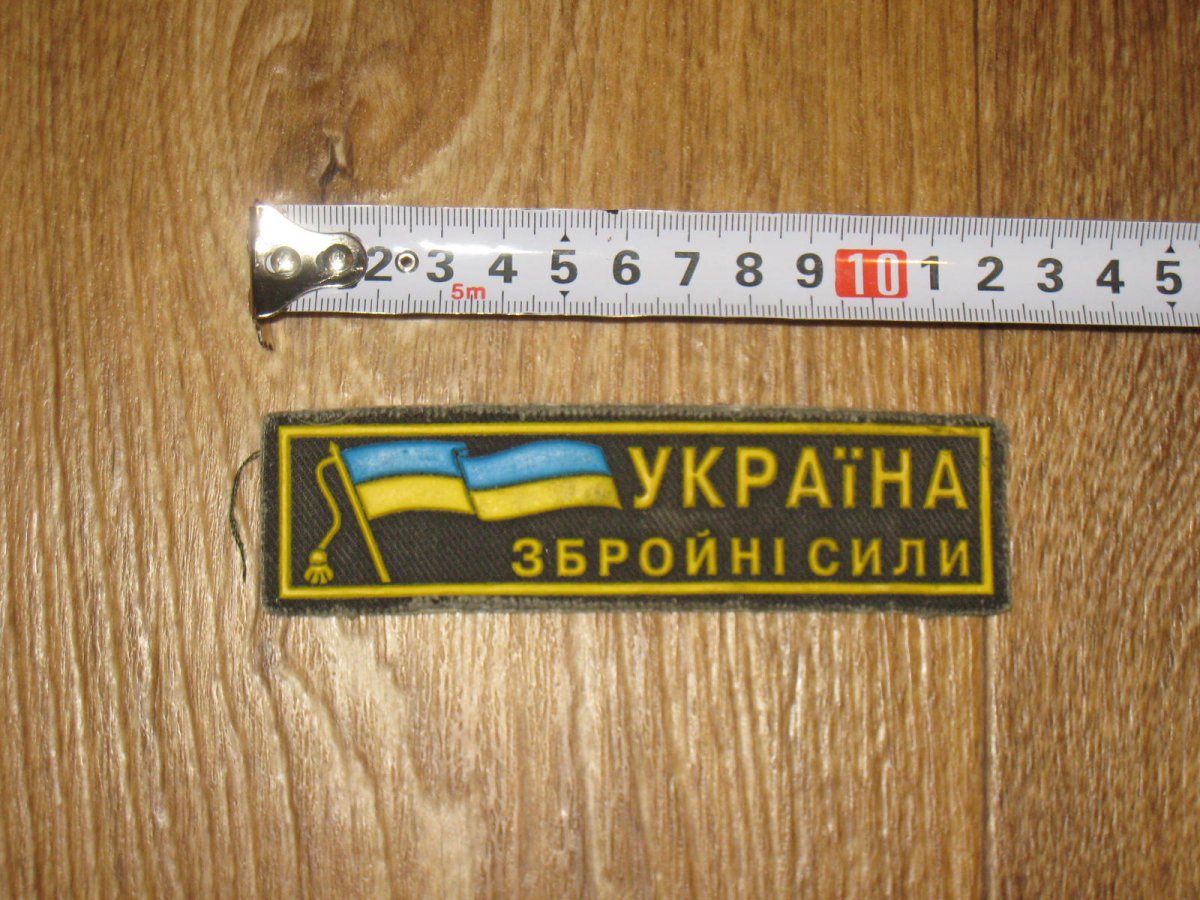 2 3 4 5 6 7 8 9 10 1 2 3 4 5
5m
УКРАЇНА
ЗБРОЙНІ СИЛИ